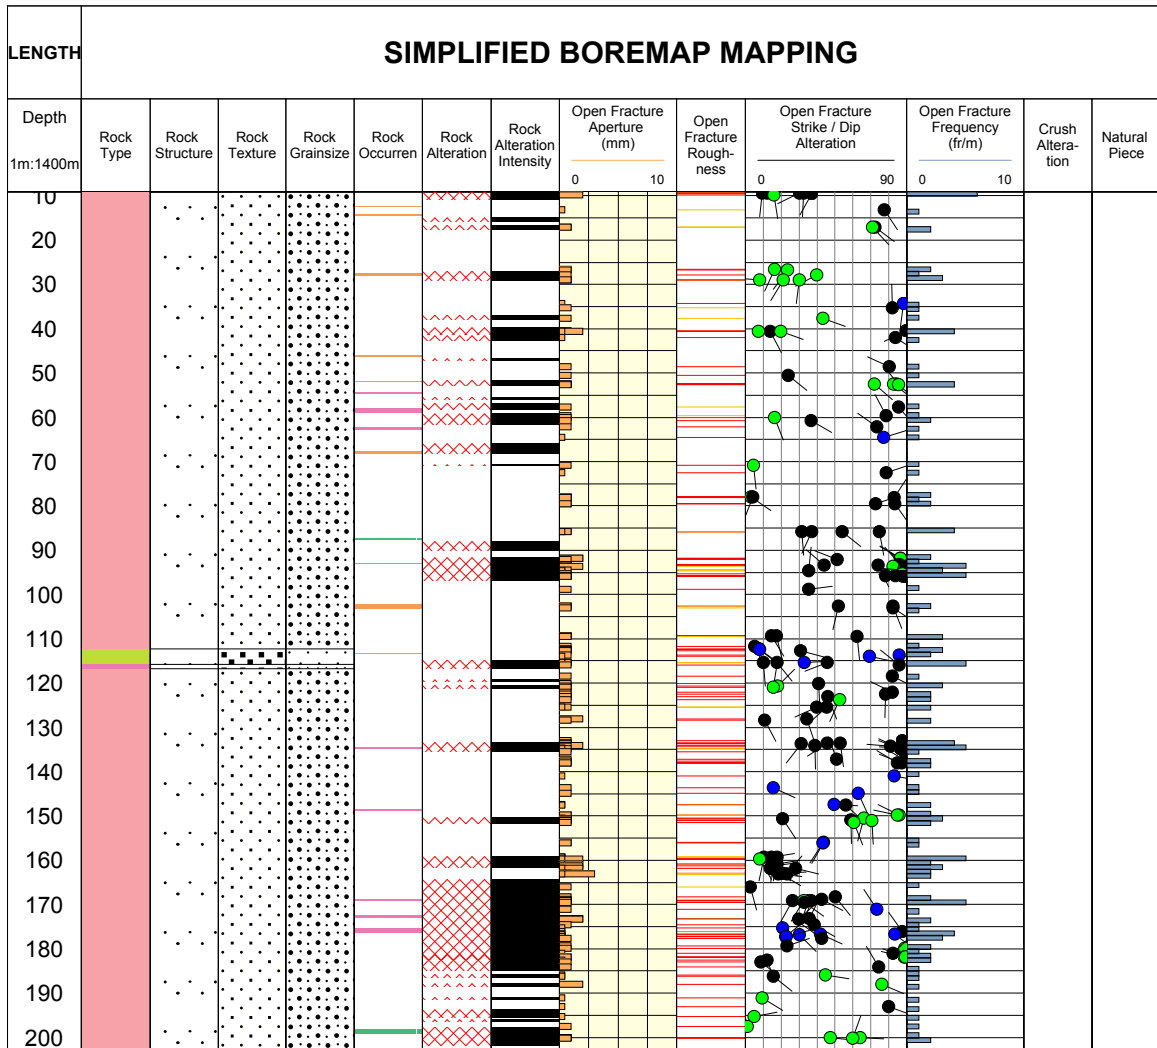 LENGTH
SIMPLIFIED BOREMAP MAPPING
Depth
1m:1400m
Rock
Type
Rock
Structure
Rock
Texture
Rock
Grainsize
Rock
Occurren
Rock
Alteration
Rock
Alteration
Intensity
Open Fracture
Aperture
(mm)
0 10
Open
Fracture
Rough-
ness
Open Fracture
Strike / Dip
Alteration
0 90
Open Fracture
Frequency
(fr/m)
0 10
Crush
Altera-
tion
Natural
Piece
10
20
30
40
50
60
70
80
90
100
110
120
130
140
150
160
170
180
190
200